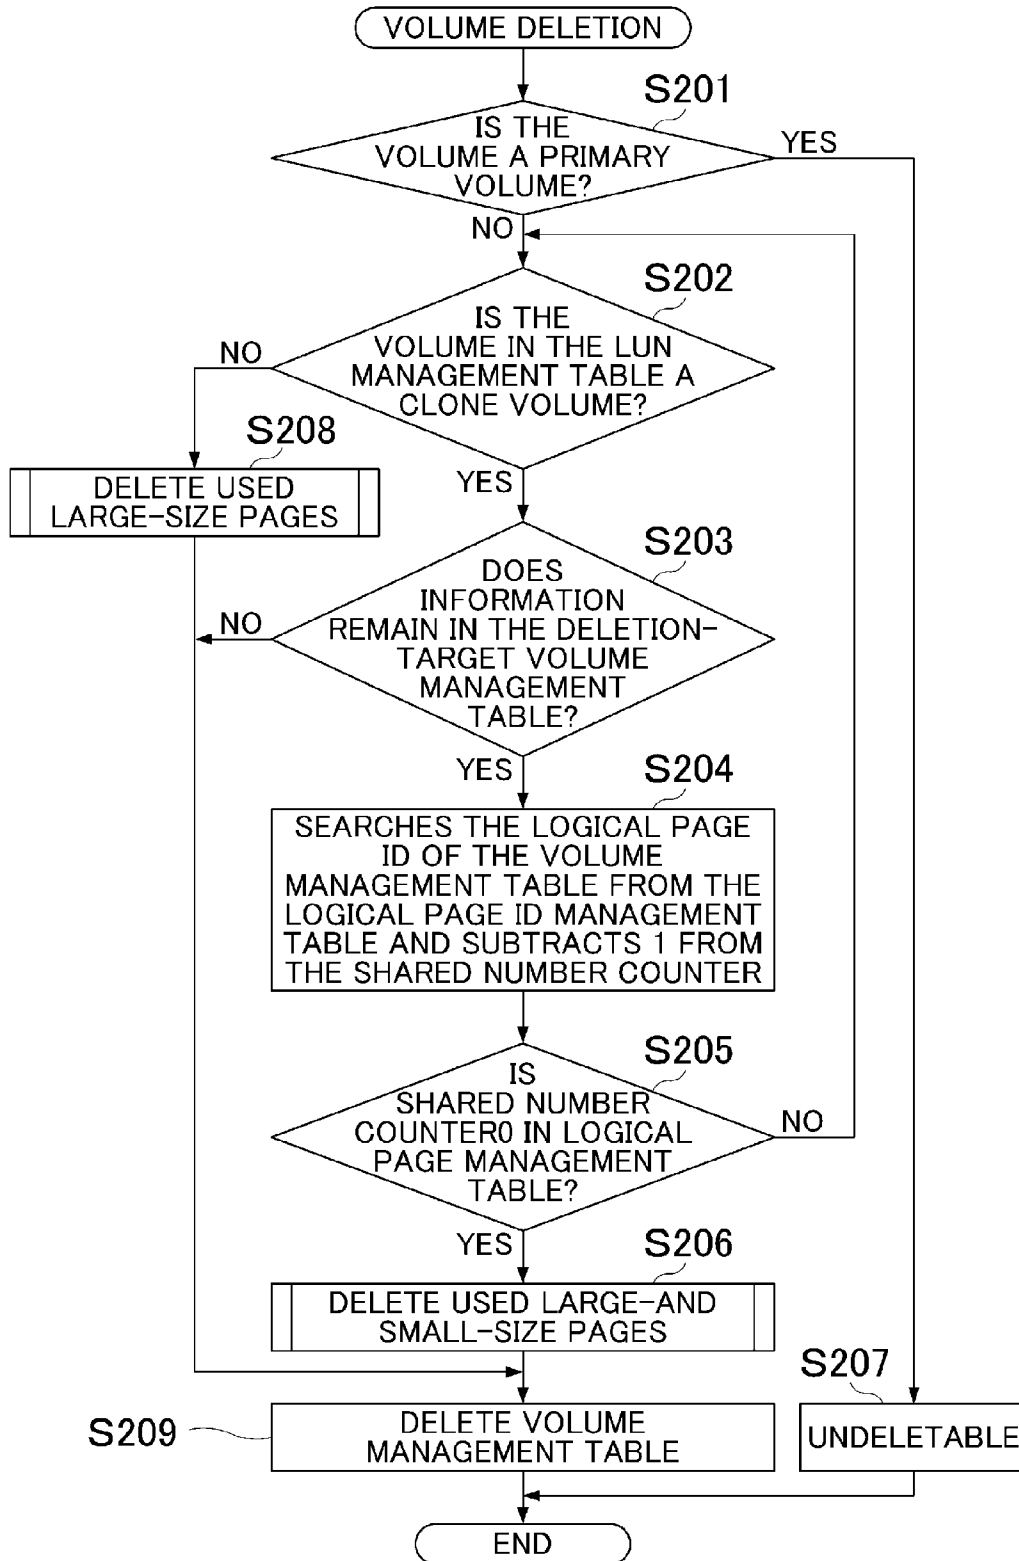 VOLUME DELETION
S201
IS THE
VOLUME A PRIMARY
VOLUME?
YES
NO
S202
IS THE
VOLUME IN THE LUN
MANAGEMENT TABLE A
CLONE VOLUME?
NO
S208
YES
DELETE USED
LARGE-SIZE PAGES
S203
DOES
INFORMATION
REMAIN IN THE DELETION-
TARGET VOLUME
MANAGEMENT
TABLE?
NO
YES
S204
SEARCHES THE LOGICAL PAGE
ID OF THE VOLUME
MANAGEMENT TABLE FROM THE
LOGICAL PAGE ID MANAGEMENT
TABLE AND SUBTRACTS 1 FROM
THE SHARED NUMBER COUNTER
S205
IS
SHARED NUMBER
COUNTER0 IN LOGICAL
PAGE MANAGEMENT
TABLE?
NO
YES
S206
DELETE USED LARGE-AND
SMALL-SIZE PAGES
S207
S209
DELETE VOLUME
MANAGEMENT TABLE
UNDELETABLE
END